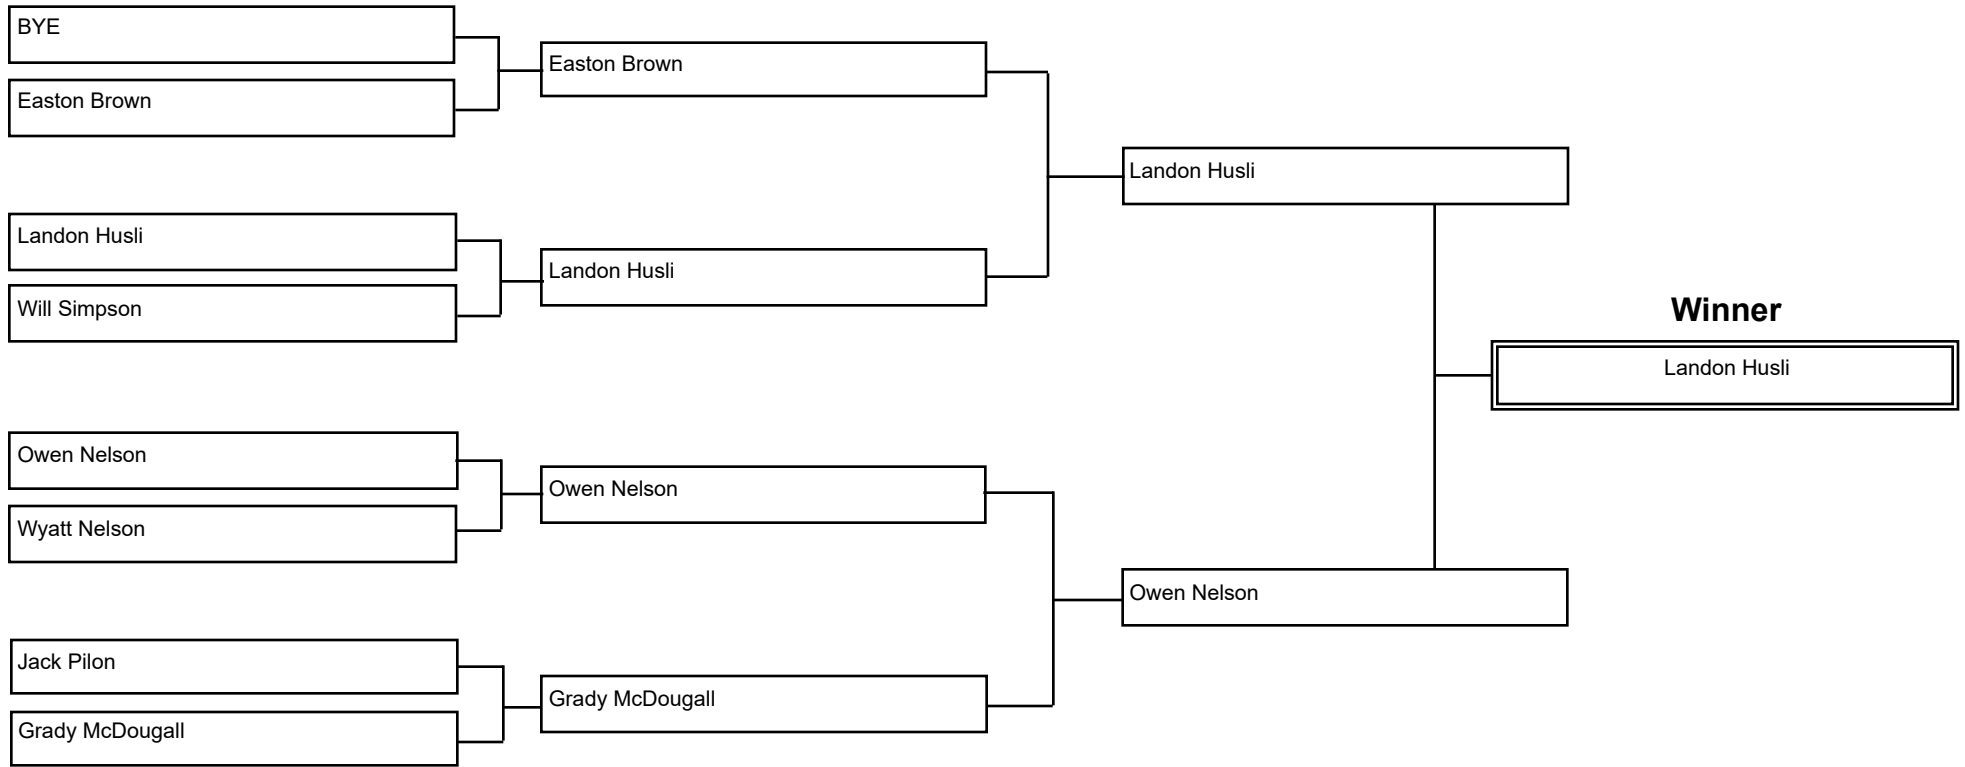 BYE
Easton Brown
Landon Husli
Will Simpson
Owen Nelson
Wyatt Nelson
Jack Pilon
Grady McDougall
Easton Brown
Landon Husli
Owen Nelson
Grady McDougall
Landon Husli
Owen Nelson
Winner
Landon Husli